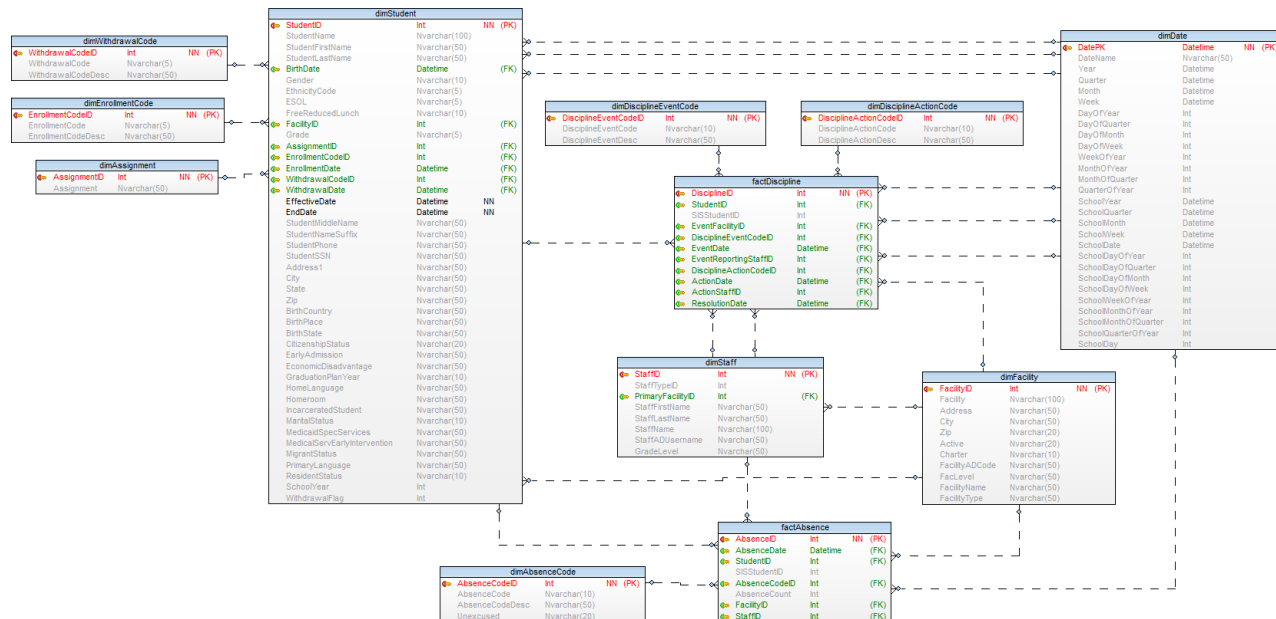 dimStudent
StudentID Int NN (PK)
StudentName Nvarchar(100)
StudentFirstName Nvarchar(50)
StudentLastName Nvarchar(50)
BirthDate Datetime (FK)
Gender Nvarchar(10)
EthnicityCode Nvarchar(5)
ESOL Nvarchar(5)
FreeReducedLunch Nvarchar(10)
FacilityID Int (FK)
Grade Nvarchar(5)
AssignmentID Int (FK)
EnrollmentCodeID Int (FK)
EnrollmentDate Datetime (FK)
WithdrawalCodeID Int (FK)
WithdrawalDate Datetime (FK)
EffectiveDate Datetime NN
EndDate Datetime NN
StudentMiddleName Nvarchar(50)
StudentNameSuffix Nvarchar(50)
StudentPhone Nvarchar(50)
StudentSSN Nvarchar(50)
Address1 Nvarchar(50)
City Nvarchar(50)
State Nvarchar(50)
Zip Nvarchar(50)
BirthCountry Nvarchar(50)
BirthPlace Nvarchar(50)
BirthState Nvarchar(50)
CitizenshipStatus Nvarchar(20)
EarlyAdmission Nvarchar(50)
EconomicDisadvantage Nvarchar(50)
GraduationPlanYear Nvarchar(10)
HomeLanguage Nvarchar(50)
Homeroom Nvarchar(50)
IncarceratedStudent Nvarchar(50)
MaritalStatus Nvarchar(10)
MedicaidSpecServices Nvarchar(50)
MedicalServEarlyIntervention Nvarchar(50)
MigrantStatus Nvarchar(50)
PrimaryLanguage Nvarchar(50)
ResidentStatus Nvarchar(10)
SchoolYear Int
WithdrawalFlag Int
dimWithdrawalCode
WithdrawalCodeID Int NN (PK)
WithdrawalCode Nvarchar(5)
WithdrawalCodeDesc Nvarchar(50)
dimEnrollmentCode
EnrollmentCodeID Int NN (PK)
EnrollmentCode Nvarchar(5)
EnrollmentCodeDesc Nvarchar(50)
dimAssignment
AssignmentID Int NN (PK)
Assignment Nvarchar(50)
dimDisciplineEventCode
DisciplineEventCodeID Int NN (PK)
DisciplineEventCode Nvarchar(10)
DisciplineEventDesc Nvarchar(50)
dimDisciplineActionCode
DisciplineActionCodeID Int NN (PK)
DisciplineActionCode Nvarchar(10)
DisciplineActionDesc Nvarchar(50)
dimDate
DatePK Datetime NN (PK)
DateName Nvarchar(50)
Year Datetime
Quarter Datetime
Month Datetime
Week Datetime
DayOfYear Int
DayOfQuarter Int
DayOfMonth Int
DayOfWeek Int
WeekOfYear Int
MonthOfYear Int
MonthOfQuarter Int
QuarterOfYear Int
SchoolYear Datetime
SchoolQuarter Datetime
SchoolMonth Datetime
SchoolWeek Datetime
SchoolDate Datetime
SchoolDayOfYear Int
SchoolDayOfQuarter Int
SchoolDayOfMonth Int
SchoolDayOfWeek Int
SchoolWeekOfYear Int
SchoolMonthOfYear Int
SchoolMonthOfQuarter Int
SchoolQuarterOfYear Int
SchoolDay Int
factDiscipline
DisciplineID Int NN (PK)
StudentID Int (FK)
SISStudentID Int
EventFacilityID Int (FK)
DisciplineEventCodeID Int (FK)
EventDate Datetime (FK)
EventReportingStaffID Int (FK)
DisciplineActionCodeID Int (FK)
ActionDate Datetime (FK)
ActionStaffID Int (FK)
ResolutionDate Datetime (FK)
dimStaff
StaffID Int NN (PK)
StaffTypeID Int
PrimaryFacilityID Int (FK)
StaffFirstName Nvarchar(50)
StaffLastName Nvarchar(50)
StaffName Nvarchar(100)
StaffADUsername Nvarchar(50)
GradeLevel Nvarchar(50)
dimFacility
FacilityID Int NN (PK)
Facility Nvarchar(100)
Address Nvarchar(50)
City Nvarchar(50)
Zip Nvarchar(20)
Active Nvarchar(20)
Charter Nvarchar(10)
FacilityADCode Nvarchar(50)
FacLevel Nvarchar(50)
FacilityName Nvarchar(50)
FacilityType Nvarchar(50)
factAbsence
AbsenceID Int NN (PK)
AbsenceDate Datetime (FK)
StudentID Int (FK)
SISStudentID Int
AbsenceCodeID Int (FK)
AbsenceCount Int
FacilityID Int (FK)
StaffID Int (FK)
dimAbsenceCode
AbsenceCodeID Int NN (PK)
AbsenceCode Nvarchar(10)
AbsenceCodeDesc Nvarchar(50)
Unexcused Nvarchar(20)